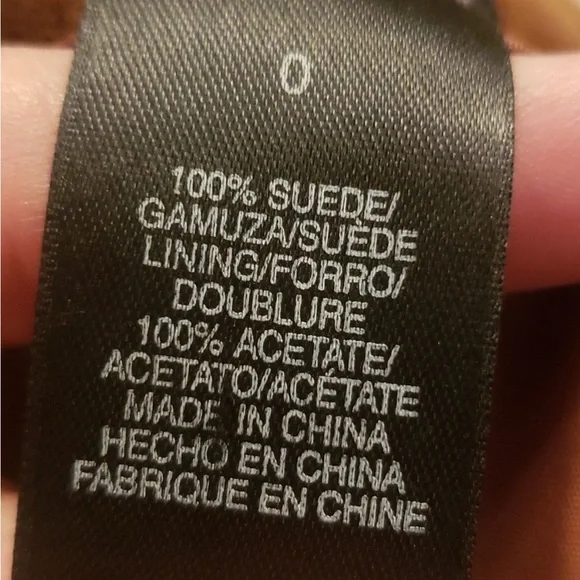 0
100% SUEDE/
GAMUZA/SUÈDE
LINING/FORRO/
DOUBLURE
100% ACETATE/
ACETATO/ACÉTATE
MADE IN CHINA
HECHO EN CHINA
FABRIQUE EN CHINE